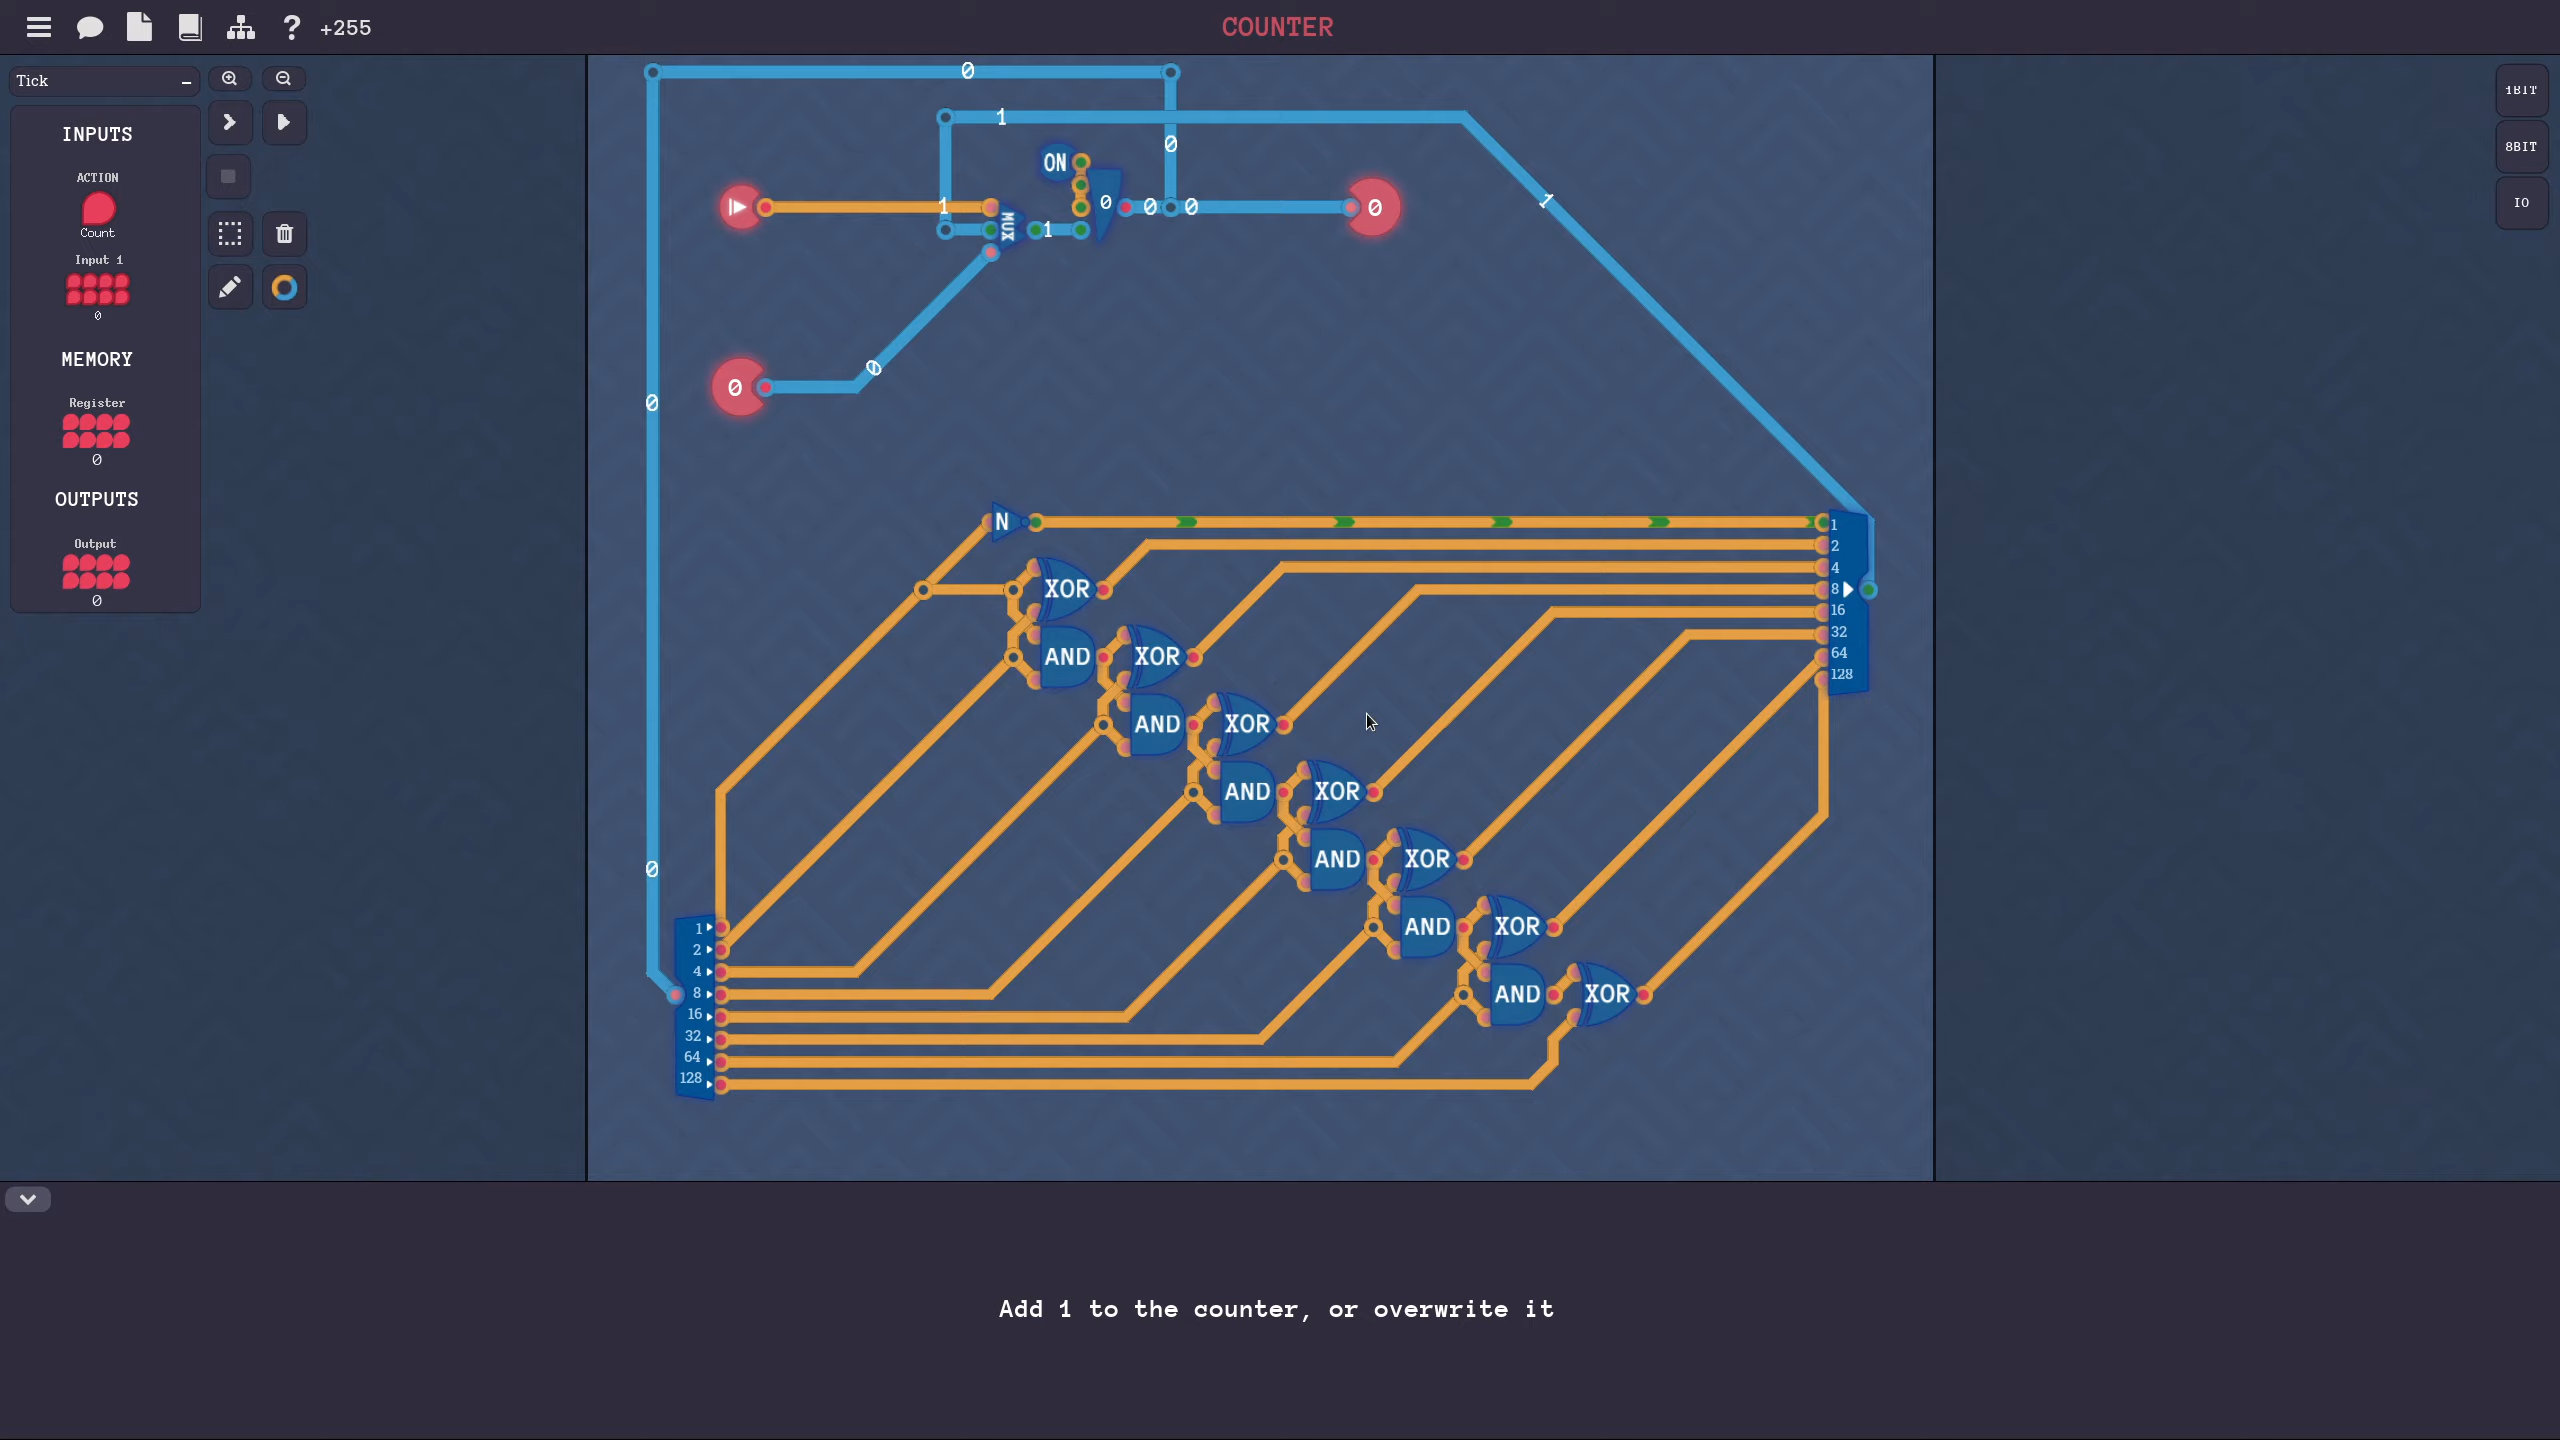 ? +255
COUNTER
Tick
INPUTS
ACTION
Count
Input 1
0
MEMORY
Register
0
OUTPUTS
Output
0
1BIT
8BIT
IO
0
1
0
ON
1
MUX
1
0
0
0
0
1
0
0
0
N
XOR
AND
XOR
AND
XOR
AND
XOR
AND
XOR
AND
XOR
AND
XOR
1
2
4
8
16
32
64
128
0
1
2
4
8
16
32
64
128
Add 1 to the counter, or overwrite it